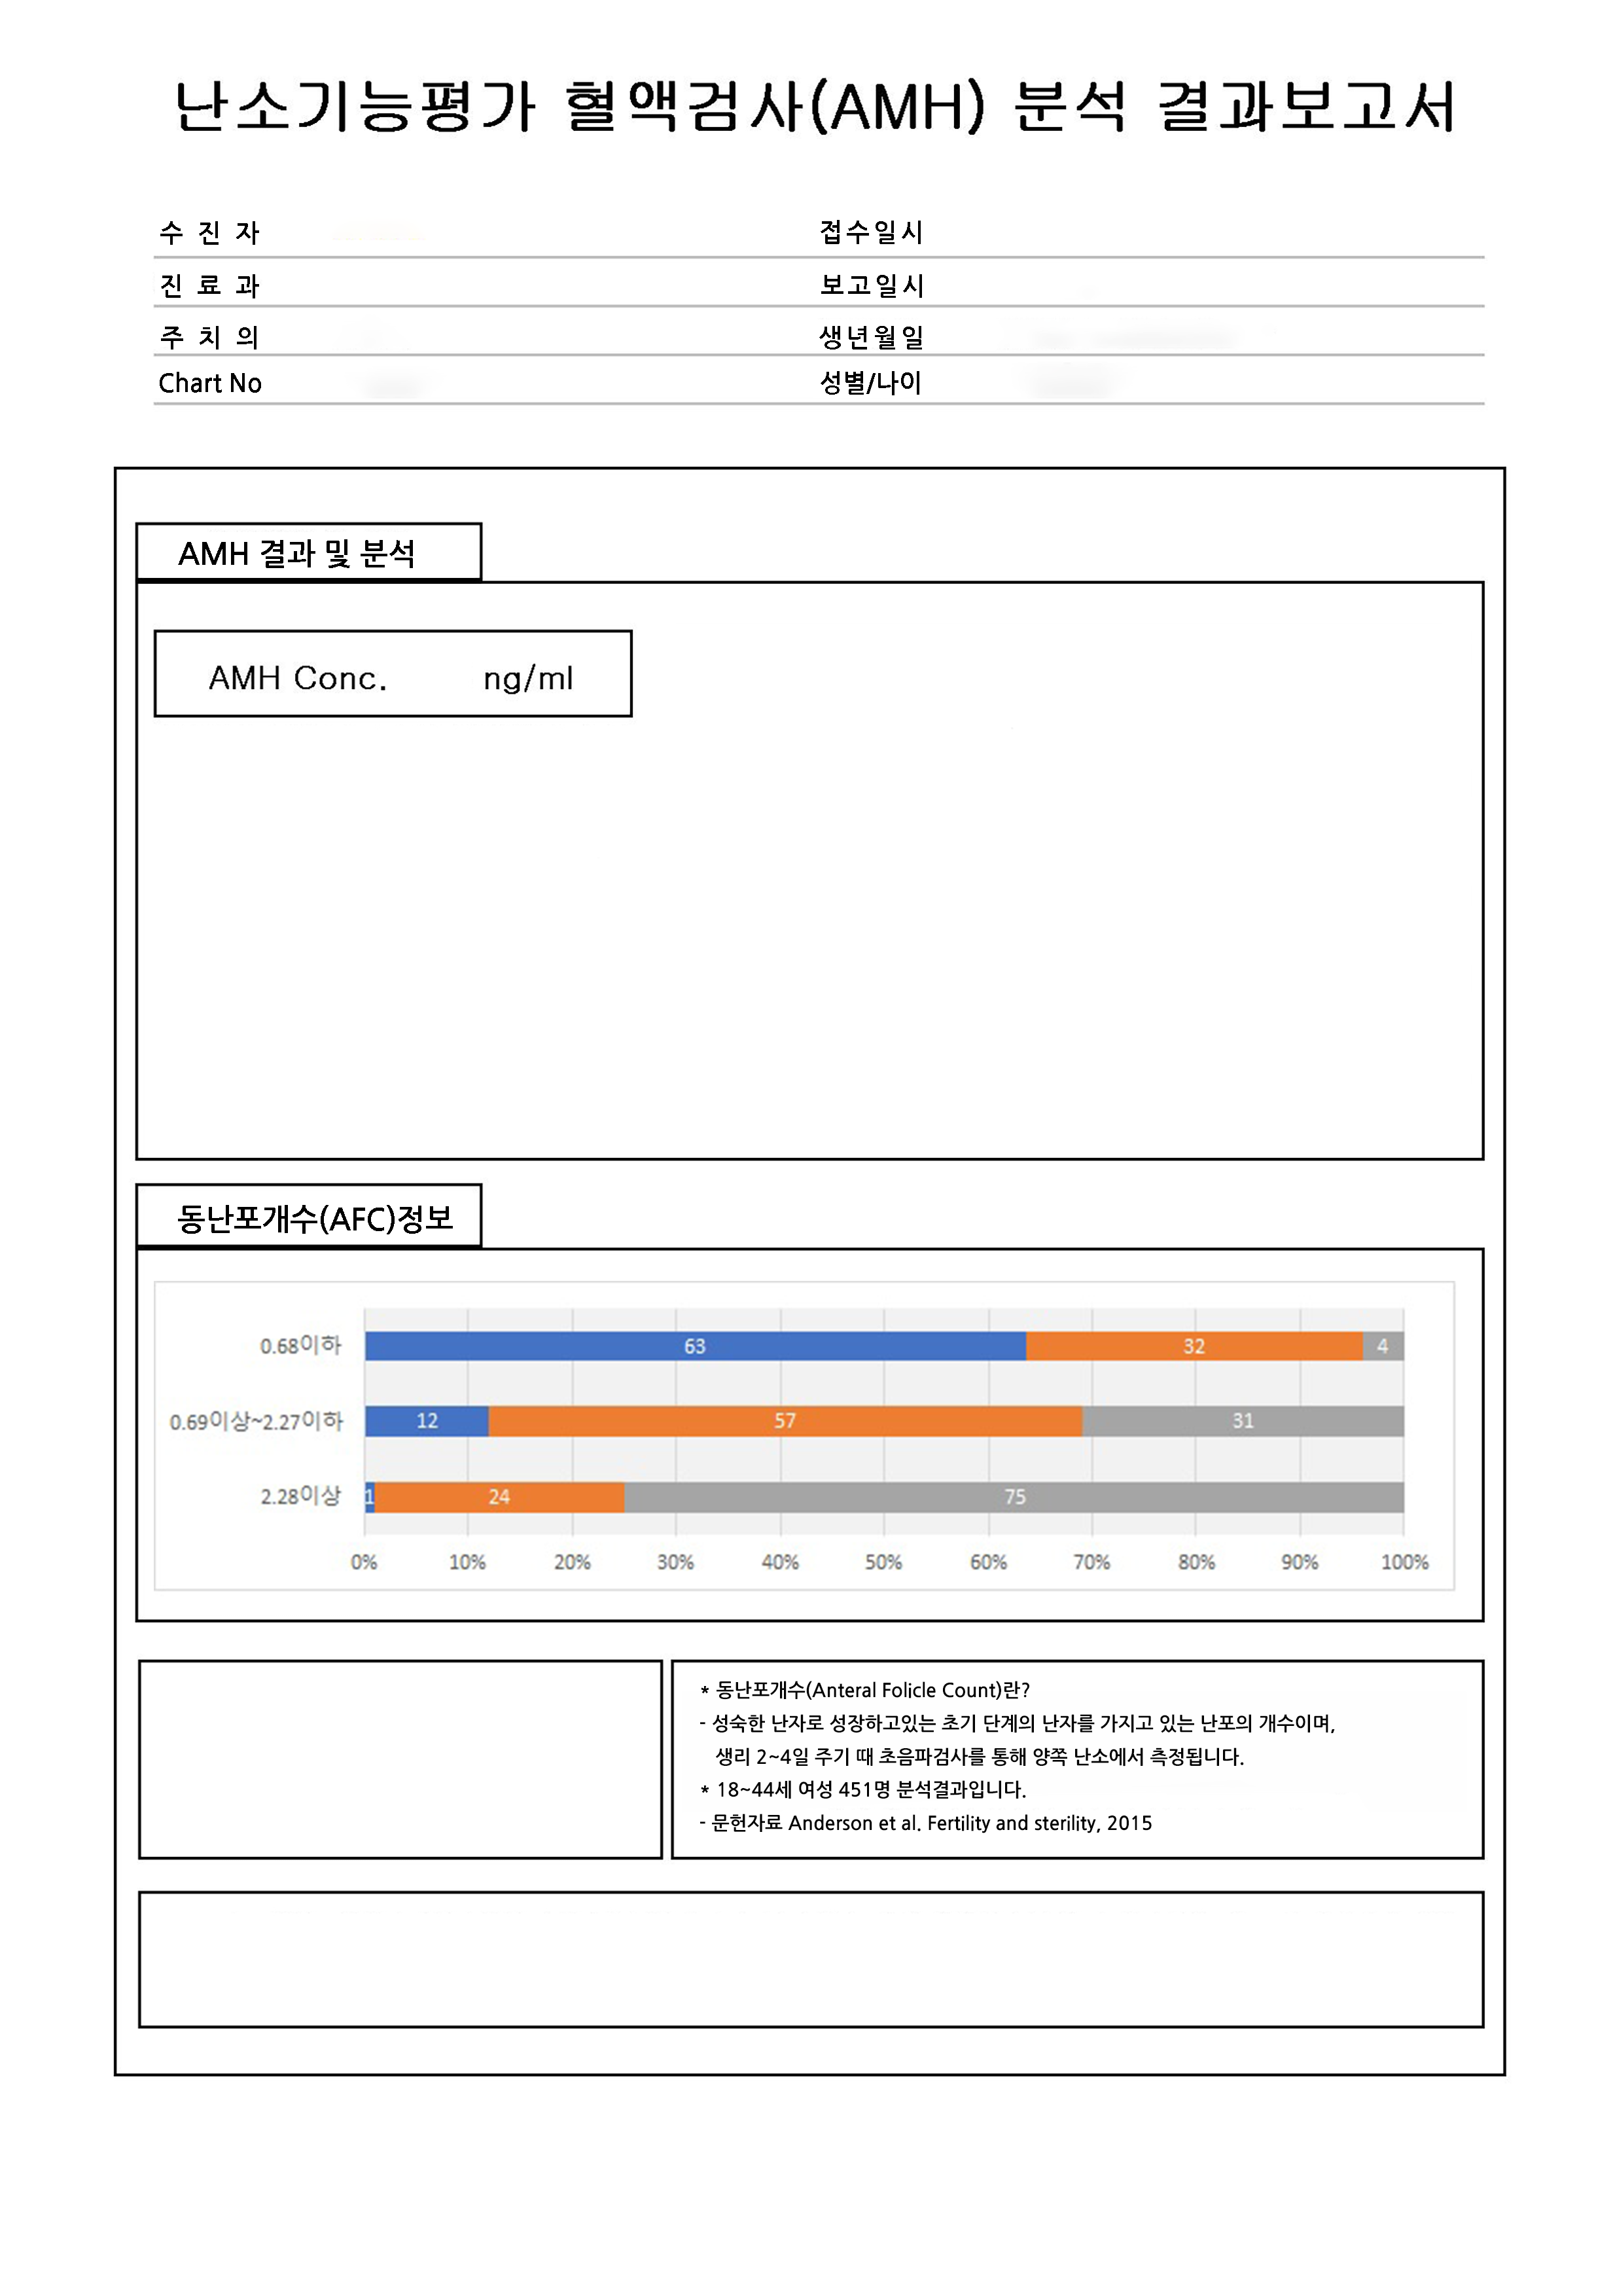 난소기능평가 혈액검사(AMH) 분석 결과보고서
수 진 자 접수일시
진 료 과 보고일시
주 치 의 생년월일
Chart No 성별/나이
AMH 결과 및 분석
AMH Conc. ng/ml
동난포개수(AFC)정보
0.68이하 63 32 4
0.69이상~2.27이하 12 57 31
2.28이상 1 24 75
0% 10% 20% 30% 40% 50% 60% 70% 80% 90% 100%
* 동난포개수(Anteral Folicle Count)란?
- 성숙한 난자로 성장하고있는 초기 단계의 난자를 가지고 있는 난포의 개수이며,
생리 2~4일 주기 때 초음파검사를 통해 양쪽 난소에서 측정됩니다.
* 18~44세 여성 451명 분석결과입니다.
- 문헌자료 Anderson et al. Fertility and sterility, 2015